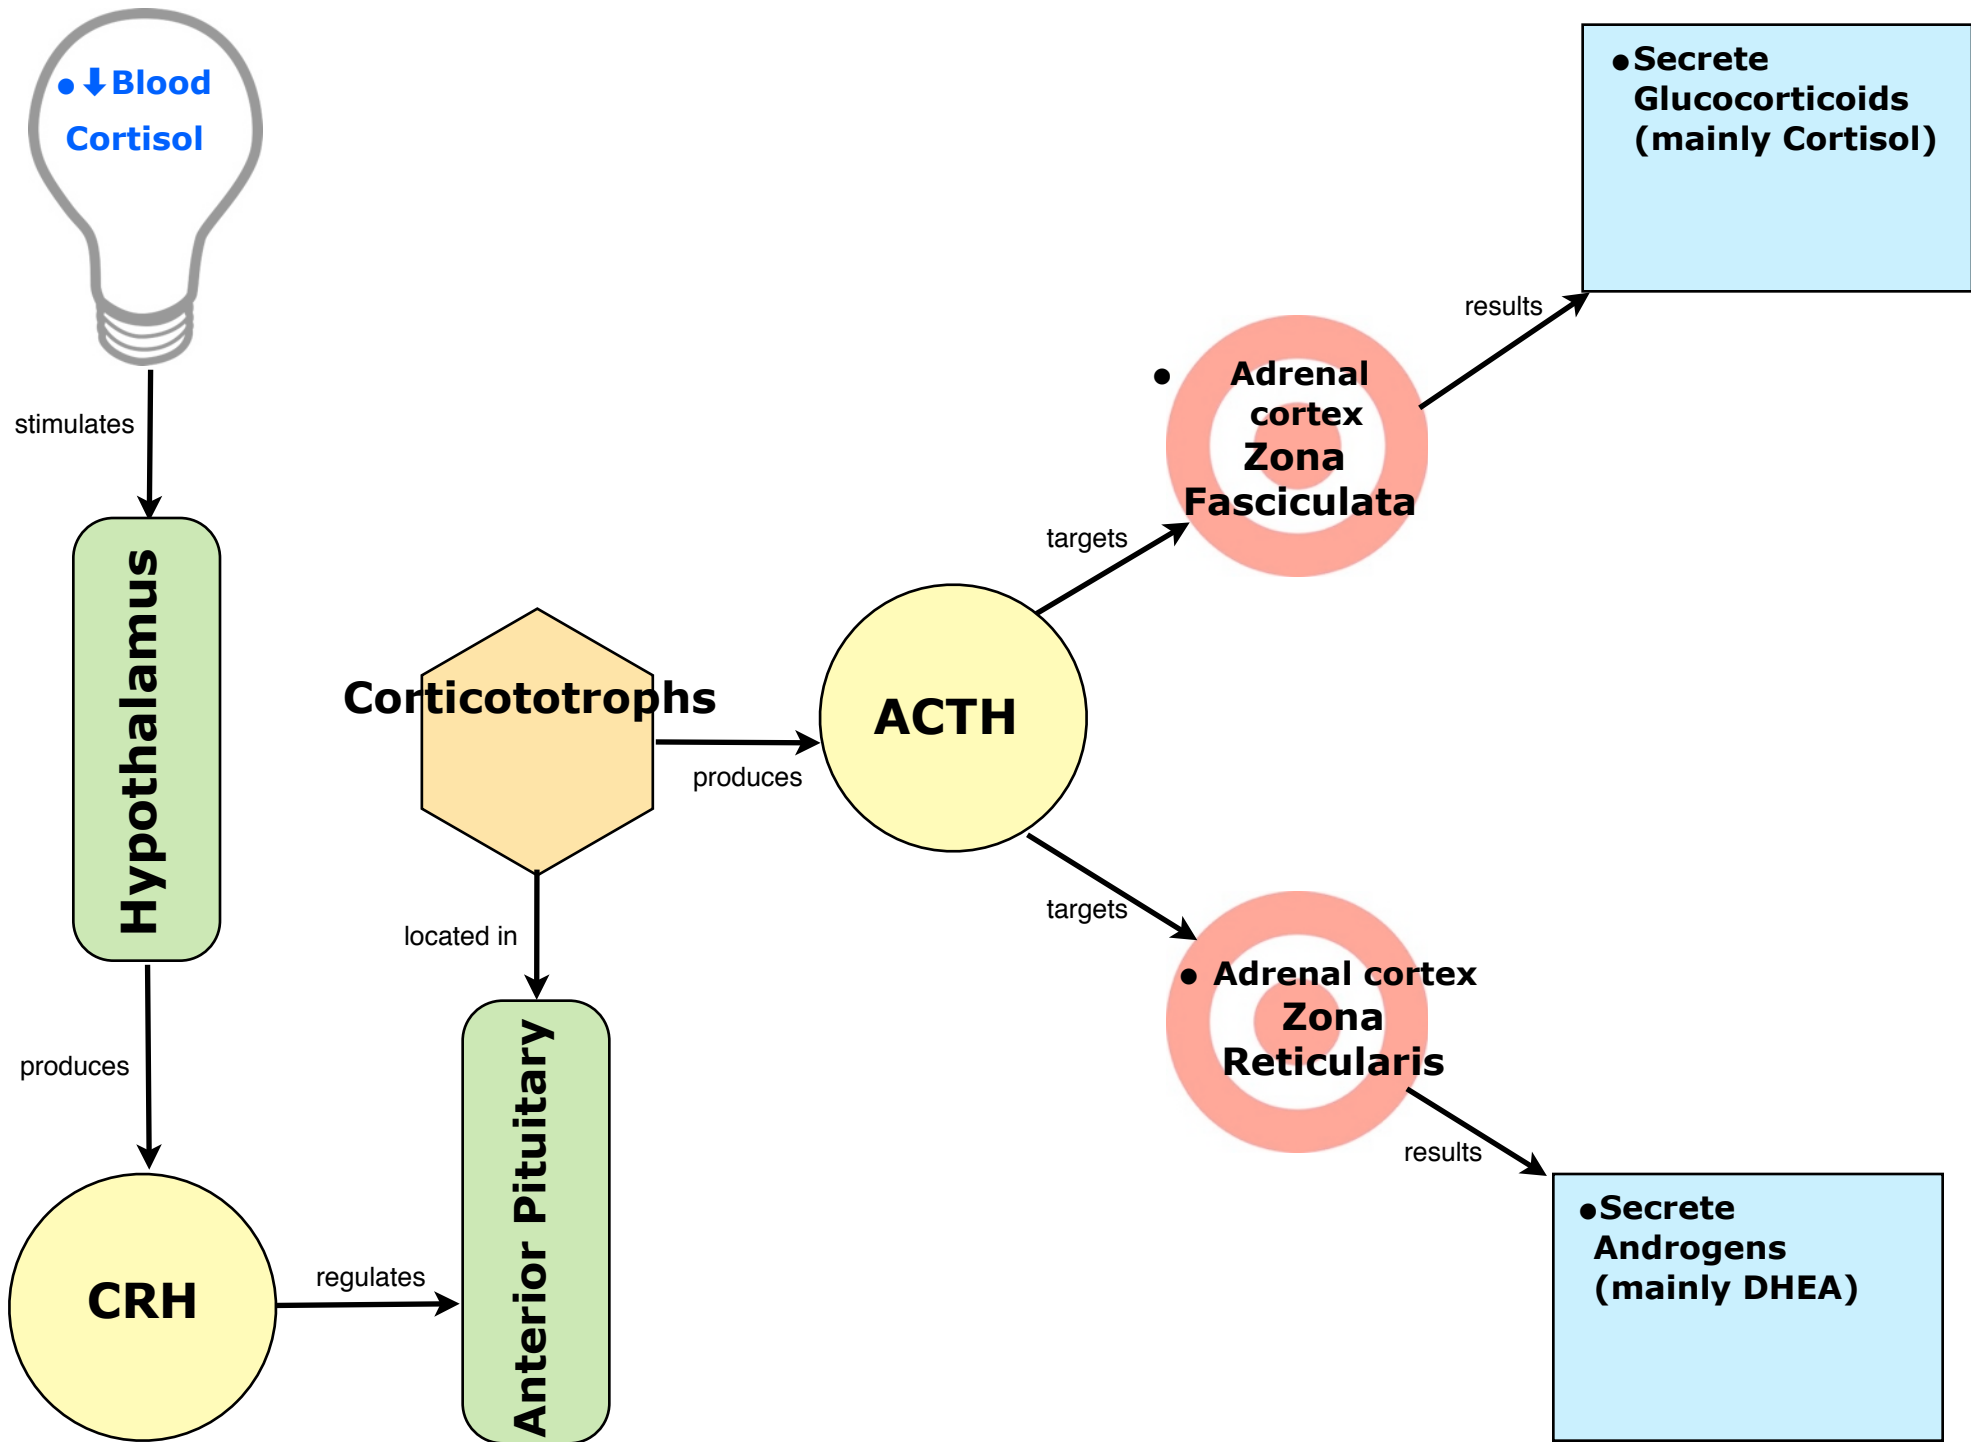 • ⬇Blood
Cortisol
stimulates
Hypothalamus
produces
CRH
regulates
Anterior Pituitary
located in
Corticototrophs
produces
ACTH
targets
• Adrenal
cortex
Zona
Fasciculata
results
•Secrete
Glucocorticoids
(mainly Cortisol)
targets
• Adrenal cortex
Zona
Reticularis
results
•Secrete
Androgens
(mainly DHEA)